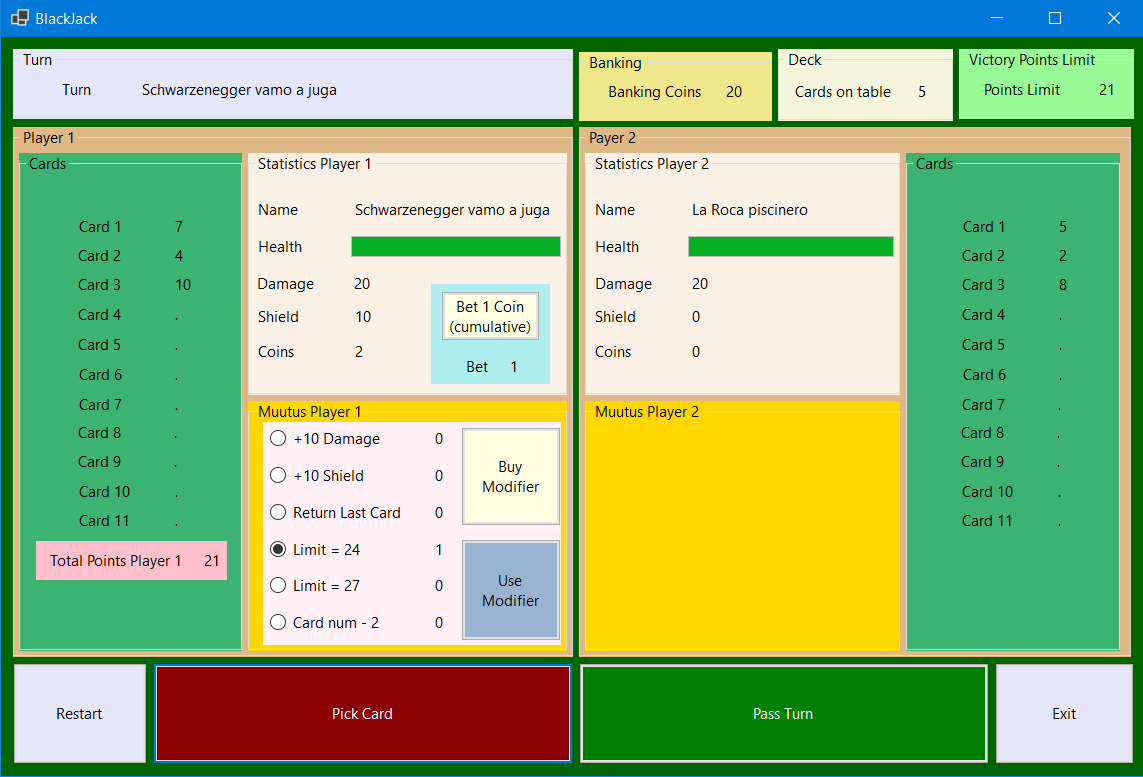 BlackJack
Turn
Turn Schwarzenegger vamo a juga
Banking
Banking Coins 20
Deck
Cards on table 5
Victory Points Limit
Points Limit 21
Player 1
Cards
Card 1 7
Card 2 4
Card 3 10
Card 4 .
Card 5 .
Card 6 .
Card 7 .
Card 8 .
Card 9 .
Card 10 .
Card 11 .
Total Points Player 1 21
Statistics Player 1
Name Schwarzenegger vamo a juga
Health
Damage 20
Shield 10
Coins 2
Bet 1 Coin
(cumulative)
Bet 1
Muutus Player 1
+10 Damage 0
+10 Shield 0
Return Last Card 0
Limit = 24 1
Limit = 27 0
Card num - 2 0
Buy
Modifier
Use
Modifier
Payer 2
Statistics Player 2
Name La Roca piscinero
Health
Damage 20
Shield 0
Coins 0
Muutus Player 2
Cards
Card 1 5
Card 2 2
Card 3 8
Card 4 .
Card 5 .
Card 6 .
Card 7 .
Card 8 .
Card 9 .
Card 10 .
Card 11 .
Restart
Pick Card
Pass Turn
Exit